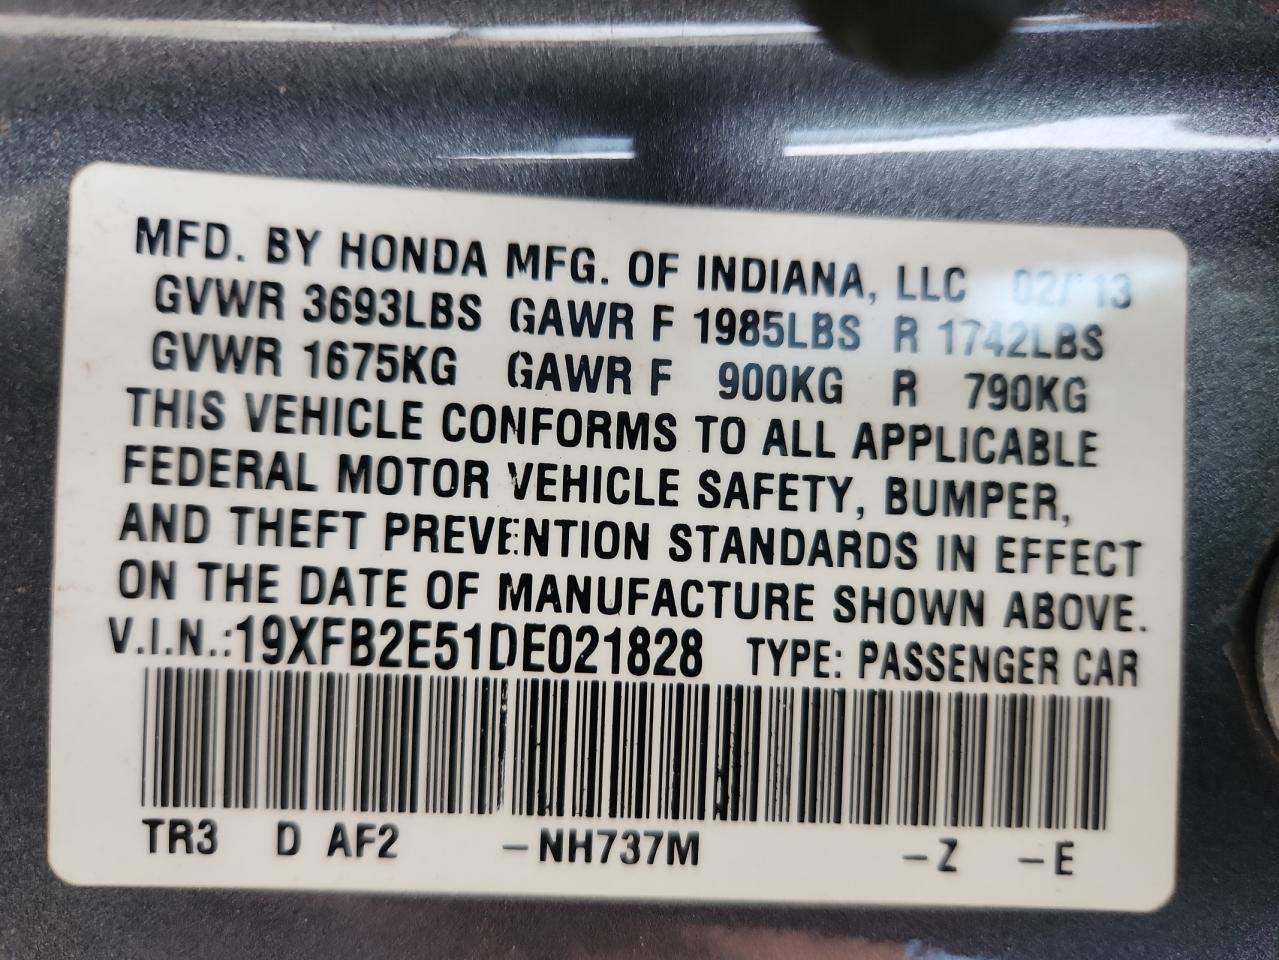 MFD. BY HONDA MFG. OF INDIANA, LLC 02/13
GVWR 3693LBS GAWR F 1985LBS R 1742LBS
GVWR 1675KG GAWR F 900KG R 790KG
THIS VEHICLE CONFORMS TO ALL APPLICABLE
FEDERAL MOTOR VEHICLE SAFETY, BUMPER,
AND THEFT PREVENTION STANDARDS IN EFFECT
ON THE DATE OF MANUFACTURE SHOWN ABOVE.
V.I.N.:19XFB2E51DE021828 TYPE: PASSENGER CAR
TR3 D AF2 -NH737M -Z -E